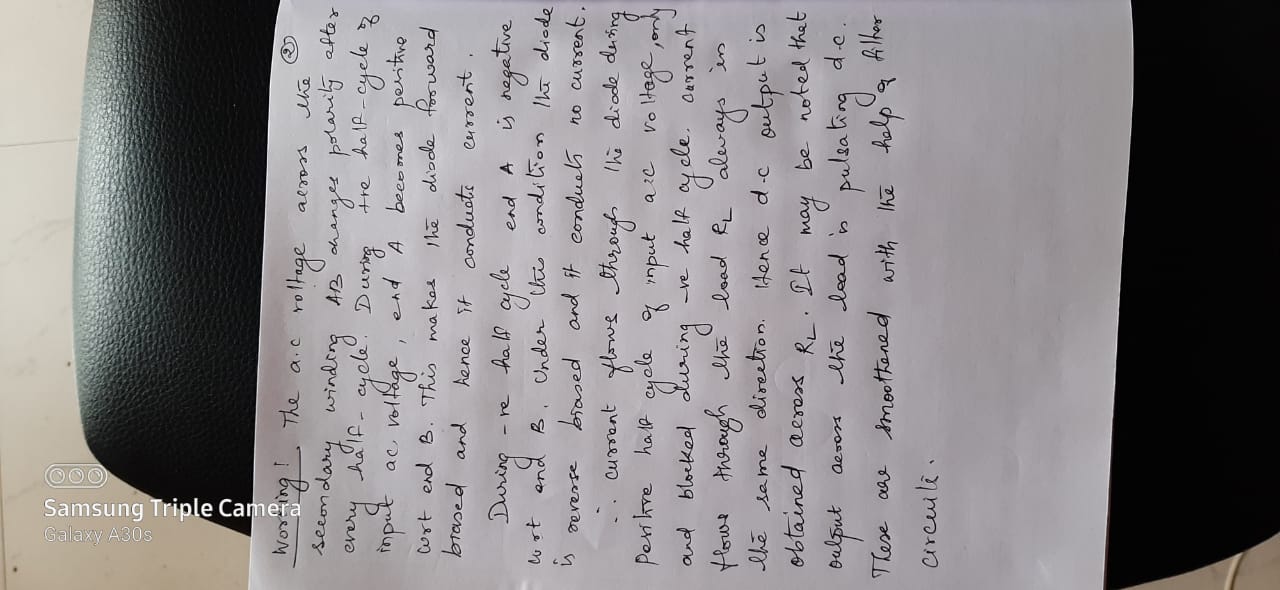 ②
Working! The a.c voltage across the
secondary winding AB changes polarity after
every half-cycle. During +ve half-cycle of
input ac voltage, end A becomes positive
wrt end B. This makes the diode forward
biased and hence it conducts current.
During -ve half cycle end A is negative
wrt end B. Under this condition the diode
is reverse biased and it conducts no current.
∴ current flows through the diode during
positive half cycle of input a.c voltage, only
and blocked during -ve half cycle. current
flows through the load RL always in
the same direction. Hence d.c output is
obtained across RL. It may be noted that
output across the load is pulsating d.c.
These are smoothened with the help of filter
circuits.
Samsung Triple Camera
Galaxy A30s